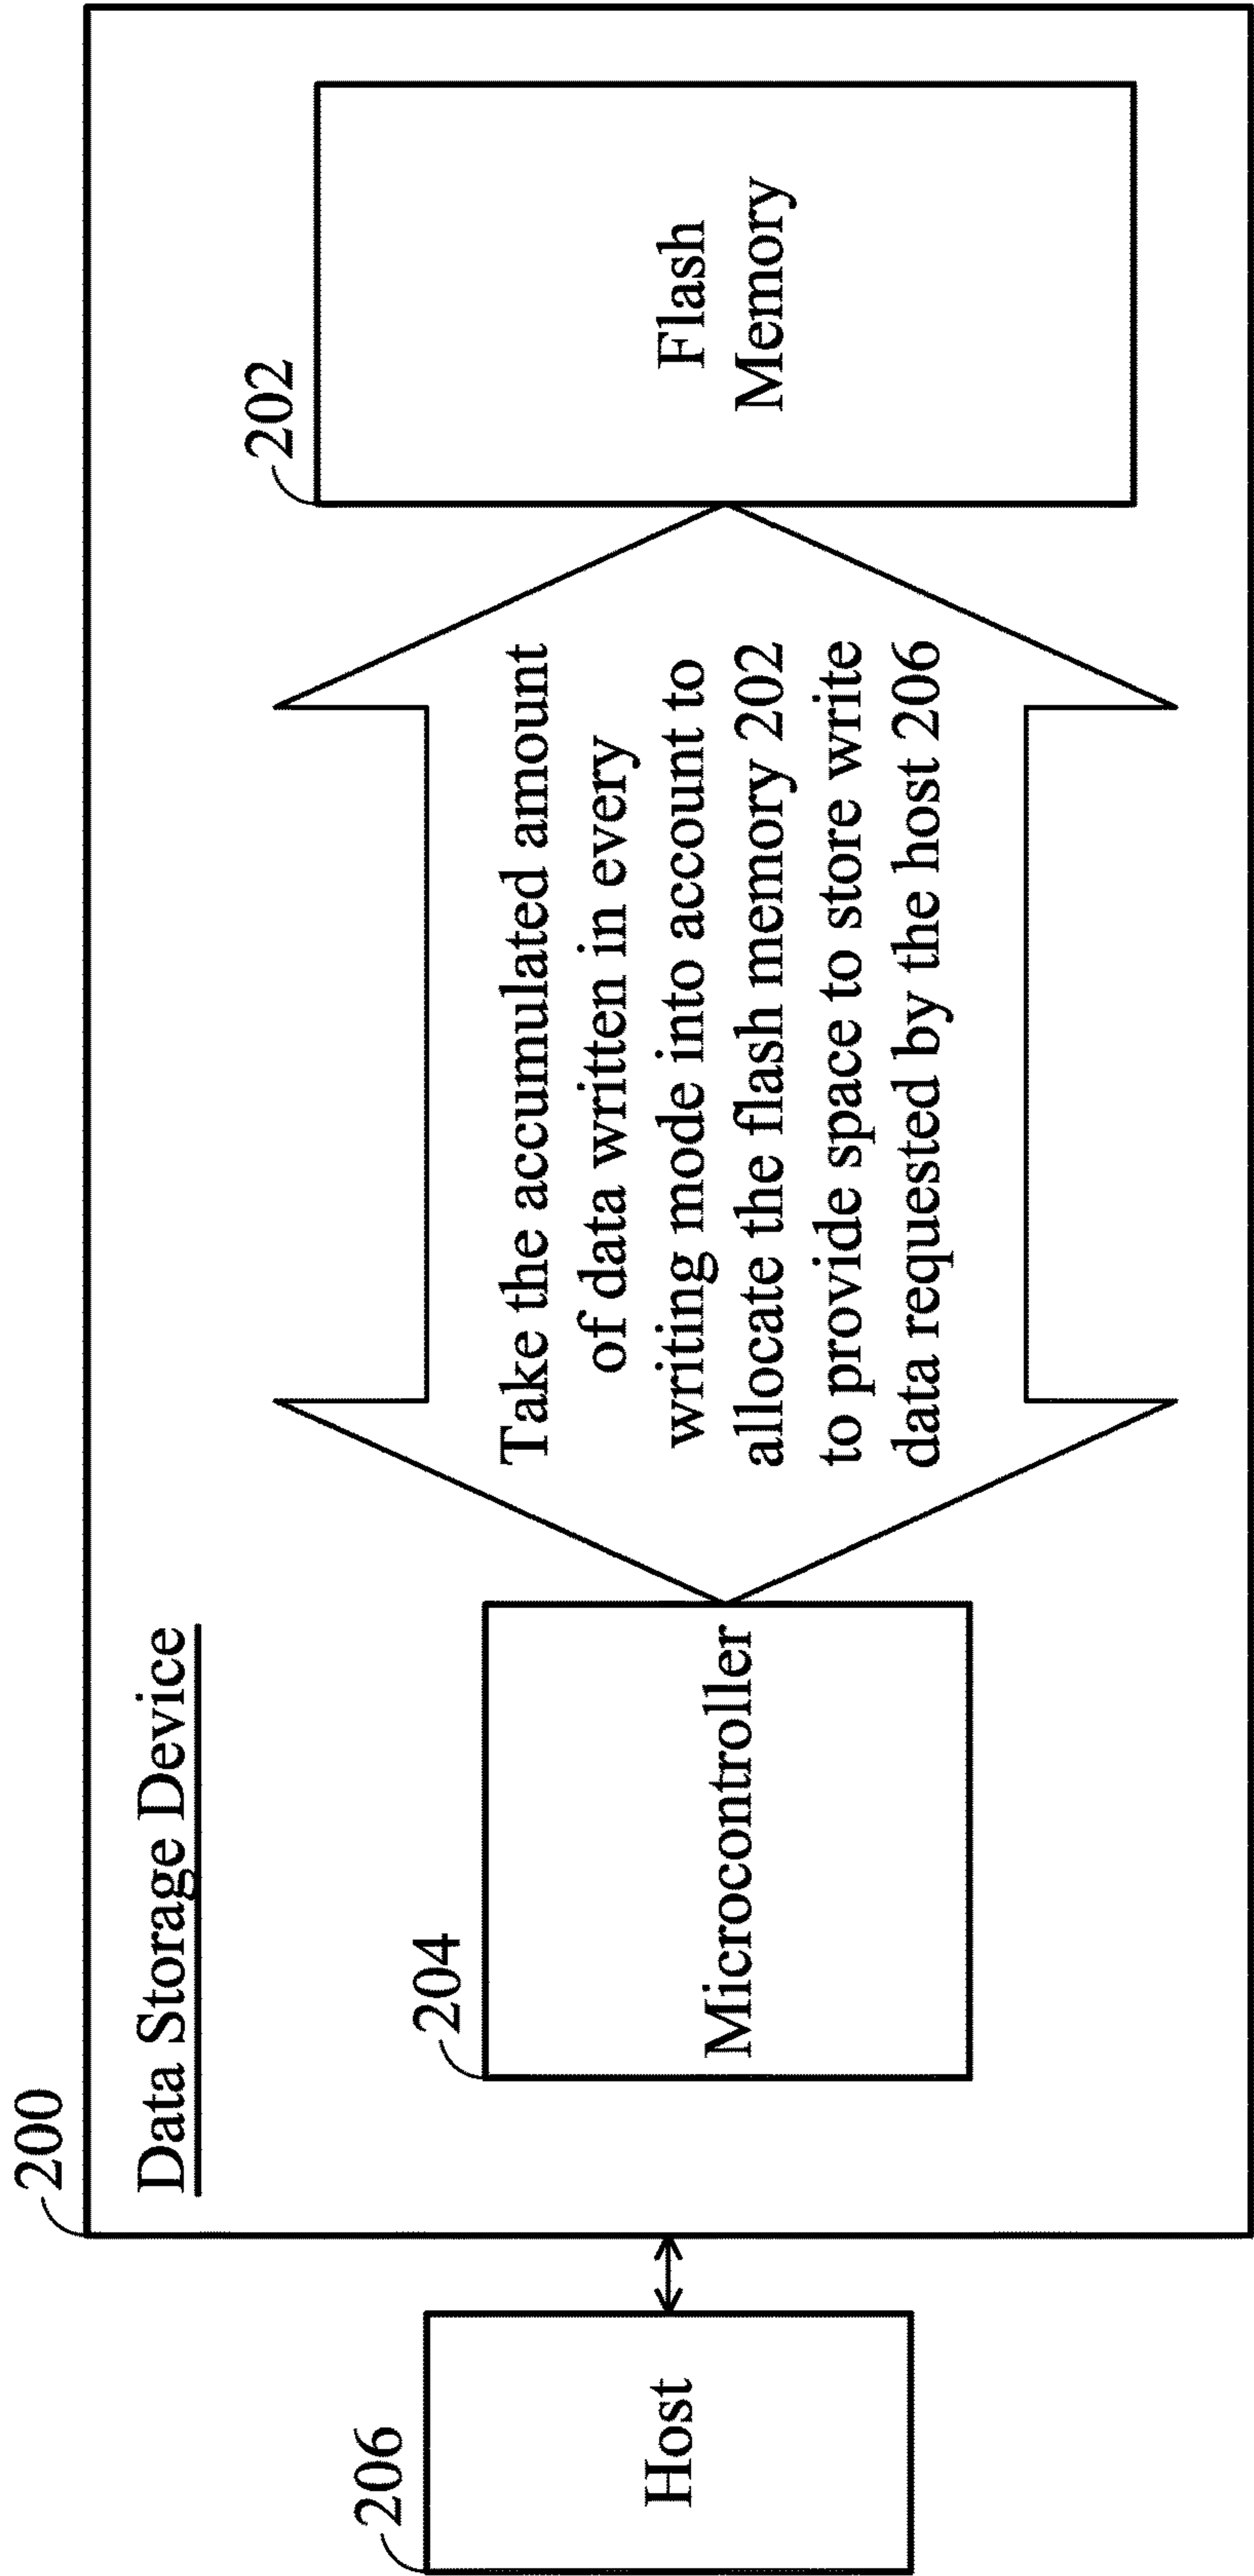 200
Data Storage Device
206
Host
204
Microcontroller
Take the accumulated amount
of data written in every
writing mode into account to
allocate the flash memory 202
to provide space to store write
data requested by the host 206
202
Flash
Memory